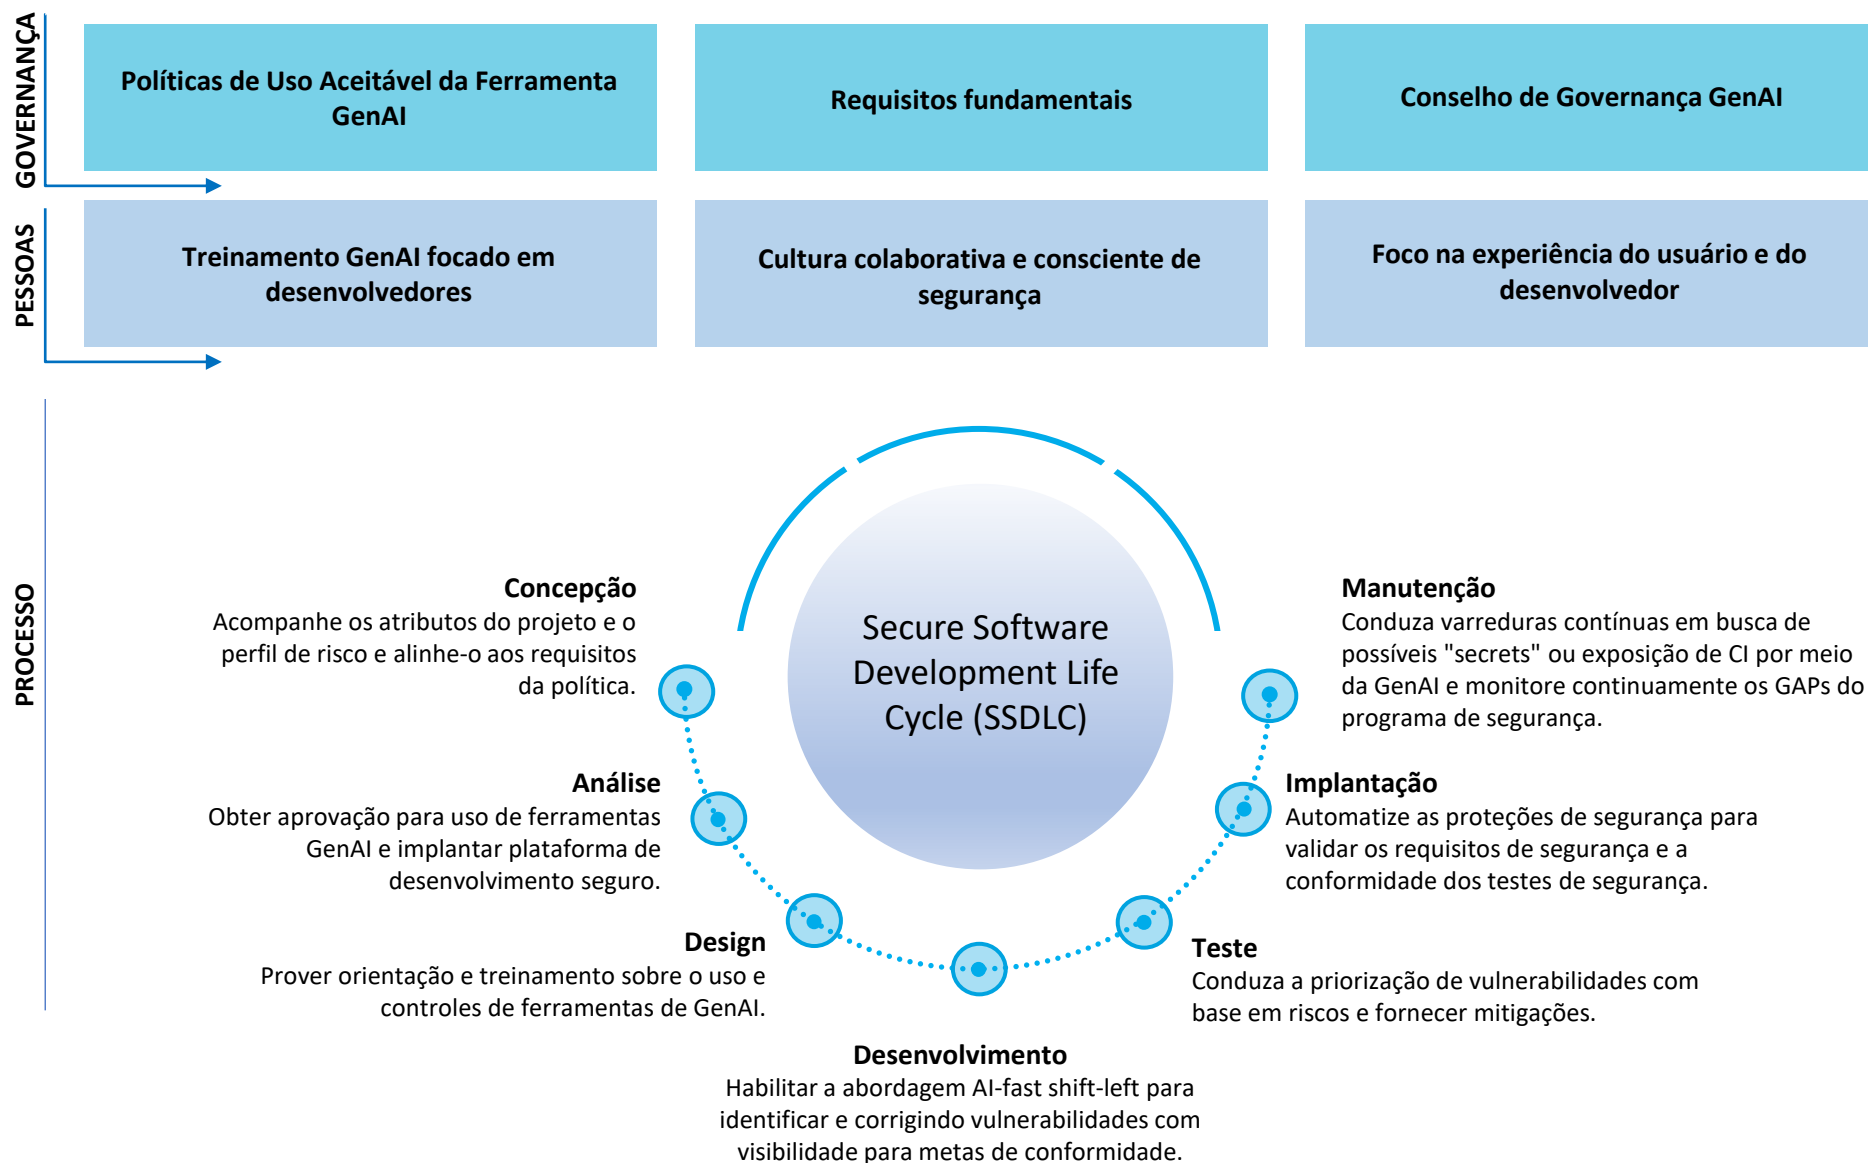 GOVERNANÇA
Políticas de Uso Aceitável da Ferramenta
GenAI
Requisitos fundamentais
Conselho de Governança GenAI
PESSOAS
Treinamento GenAI focado em
desenvolvedores
Cultura colaborativa e consciente de
segurança
Foco na experiência do usuário e do
desenvolvedor
PROCESSO
Secure Software
Development Life
Cycle (SSDLC)
Concepção
Acompanhe os atributos do projeto e o
perfil de risco e alinhe-o aos requisitos
da política.
Análise
Obter aprovação para uso de ferramentas
GenAI e implantar plataforma de
desenvolvimento seguro.
Design
Prover orientação e treinamento sobre o uso e
controles de ferramentas de GenAI.
Desenvolvimento
Habilitar a abordagem AI-fast shift-left para
identificar e corrigindo vulnerabilidades com
visibilidade para metas de conformidade.
Teste
Conduza a priorização de vulnerabilidades com
base em riscos e fornecer mitigações.
Implantação
Automatize as proteções de segurança para
validar os requisitos de segurança e a
conformidade dos testes de segurança.
Manutenção
Conduza varreduras contínuas em busca de
possíveis "secrets" ou exposição de CI por meio
da GenAI e monitore continuamente os GAPs do
programa de segurança.